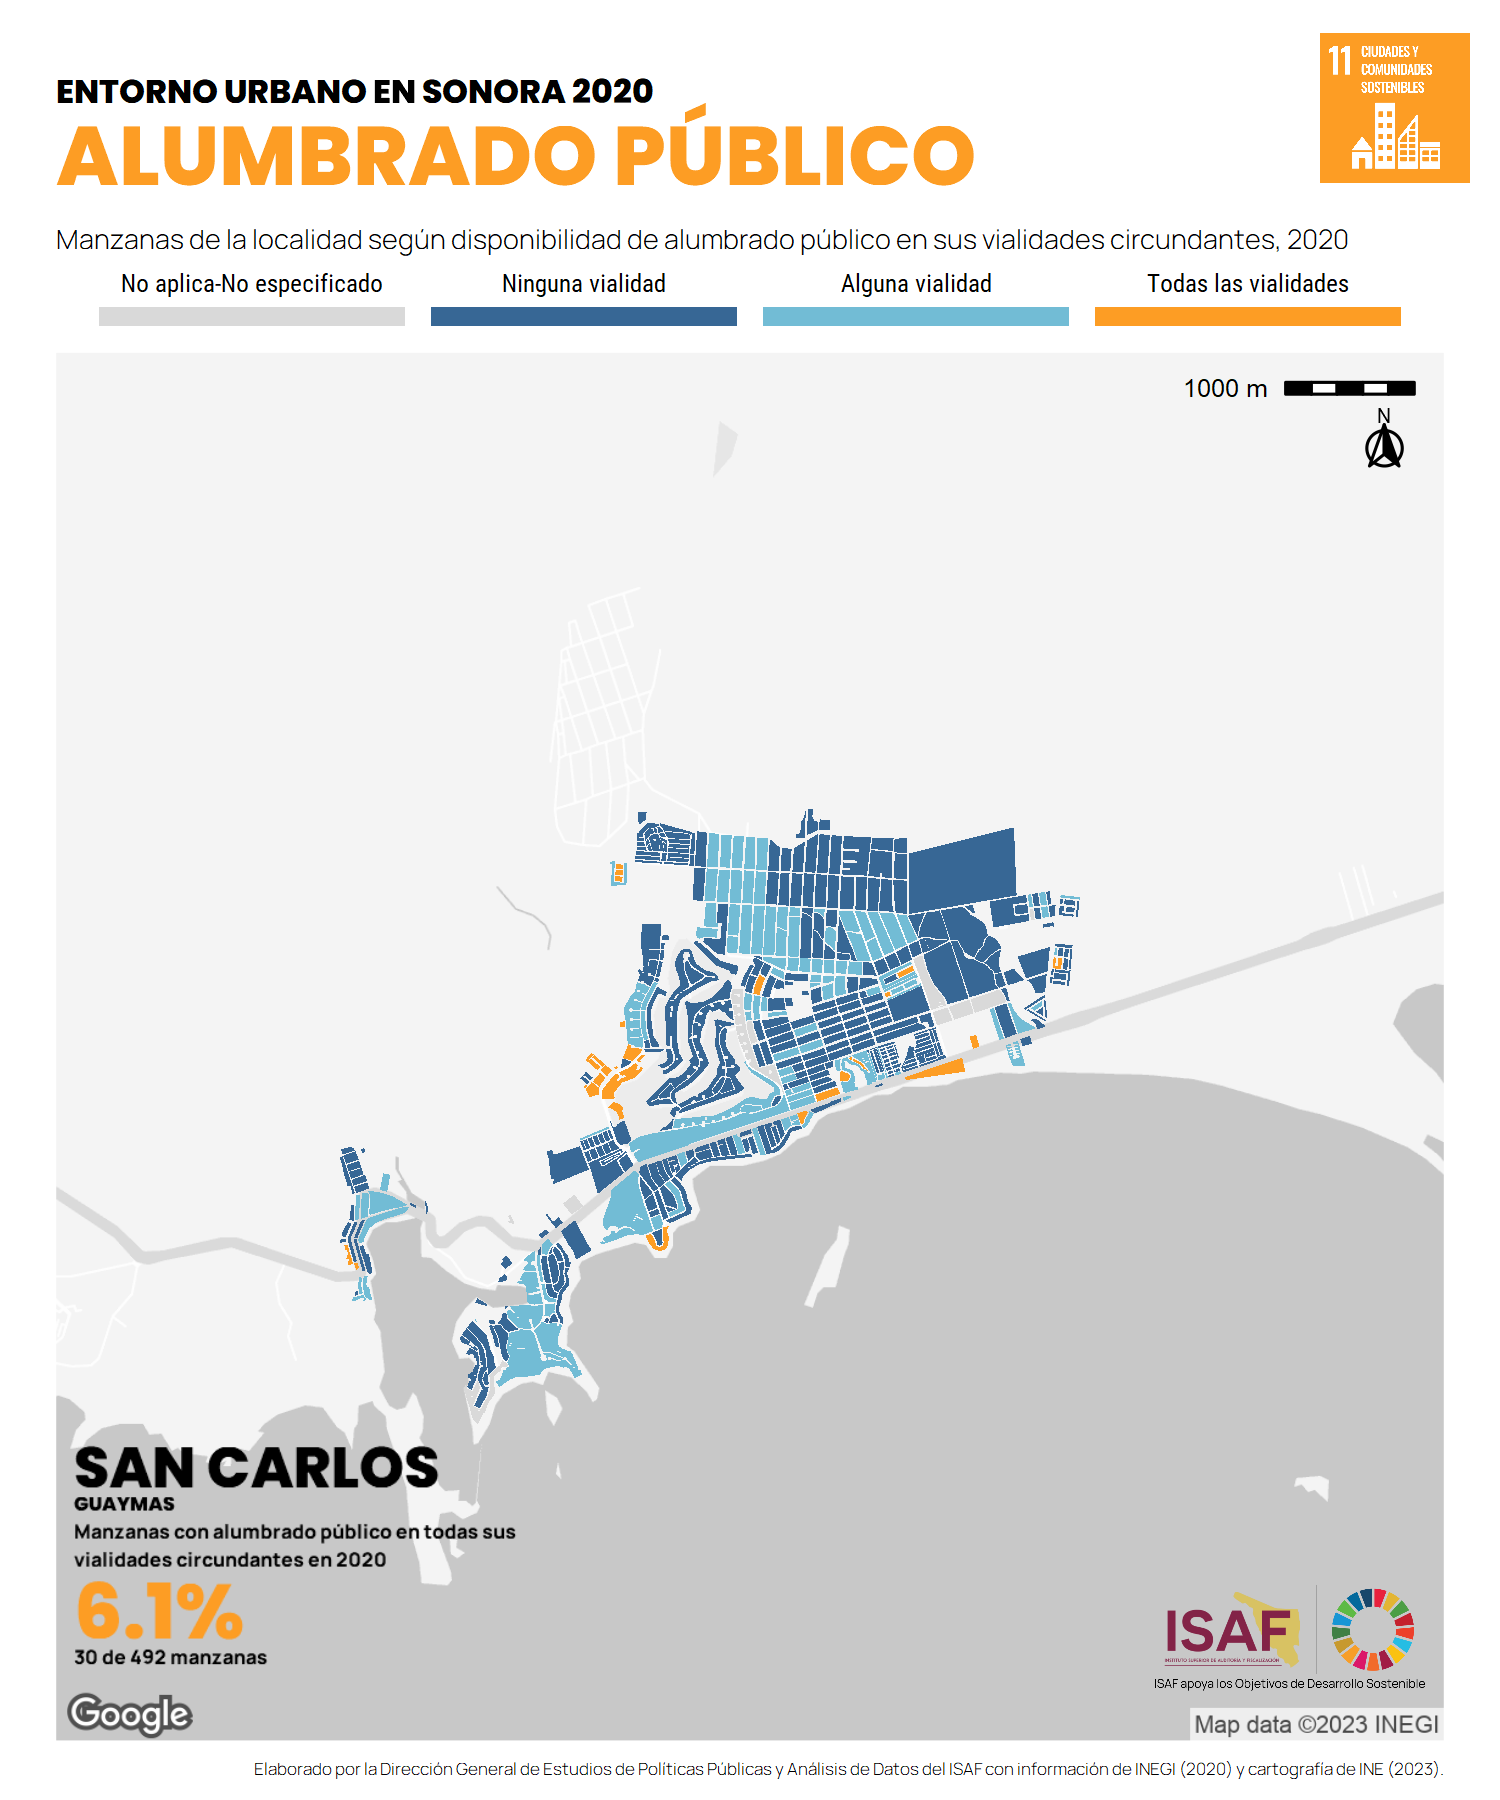 ENTORNO URBANO EN SONORA 2020
ALUMBRADO PÚBLICO
11 CIUDADES Y
COMUNIDADES
SOSTENIBLES
Manzanas de la localidad según disponibilidad de alumbrado público en sus vialidades circundantes, 2020
No aplica-No especificado
Ninguna vialidad
Alguna vialidad
Todas las vialidades
1000 m
N
SAN CARLOS
GUAYMAS
Manzanas con alumbrado público en todas sus
vialidades circundantes en 2020
6.1%
30 de 492 manzanas
ISAF
INSTITUTO SUPERIOR DE AUDITORÍA Y FISCALIZACIÓN
ISAF apoya los Objetivos de Desarrollo Sostenible
Google
Map data ©2023 INEGI
Elaborado por la Dirección General de Estudios de Políticas Públicas y Análisis de Datos del ISAF con información de INEGI (2020) y cartografía de INE (2023).